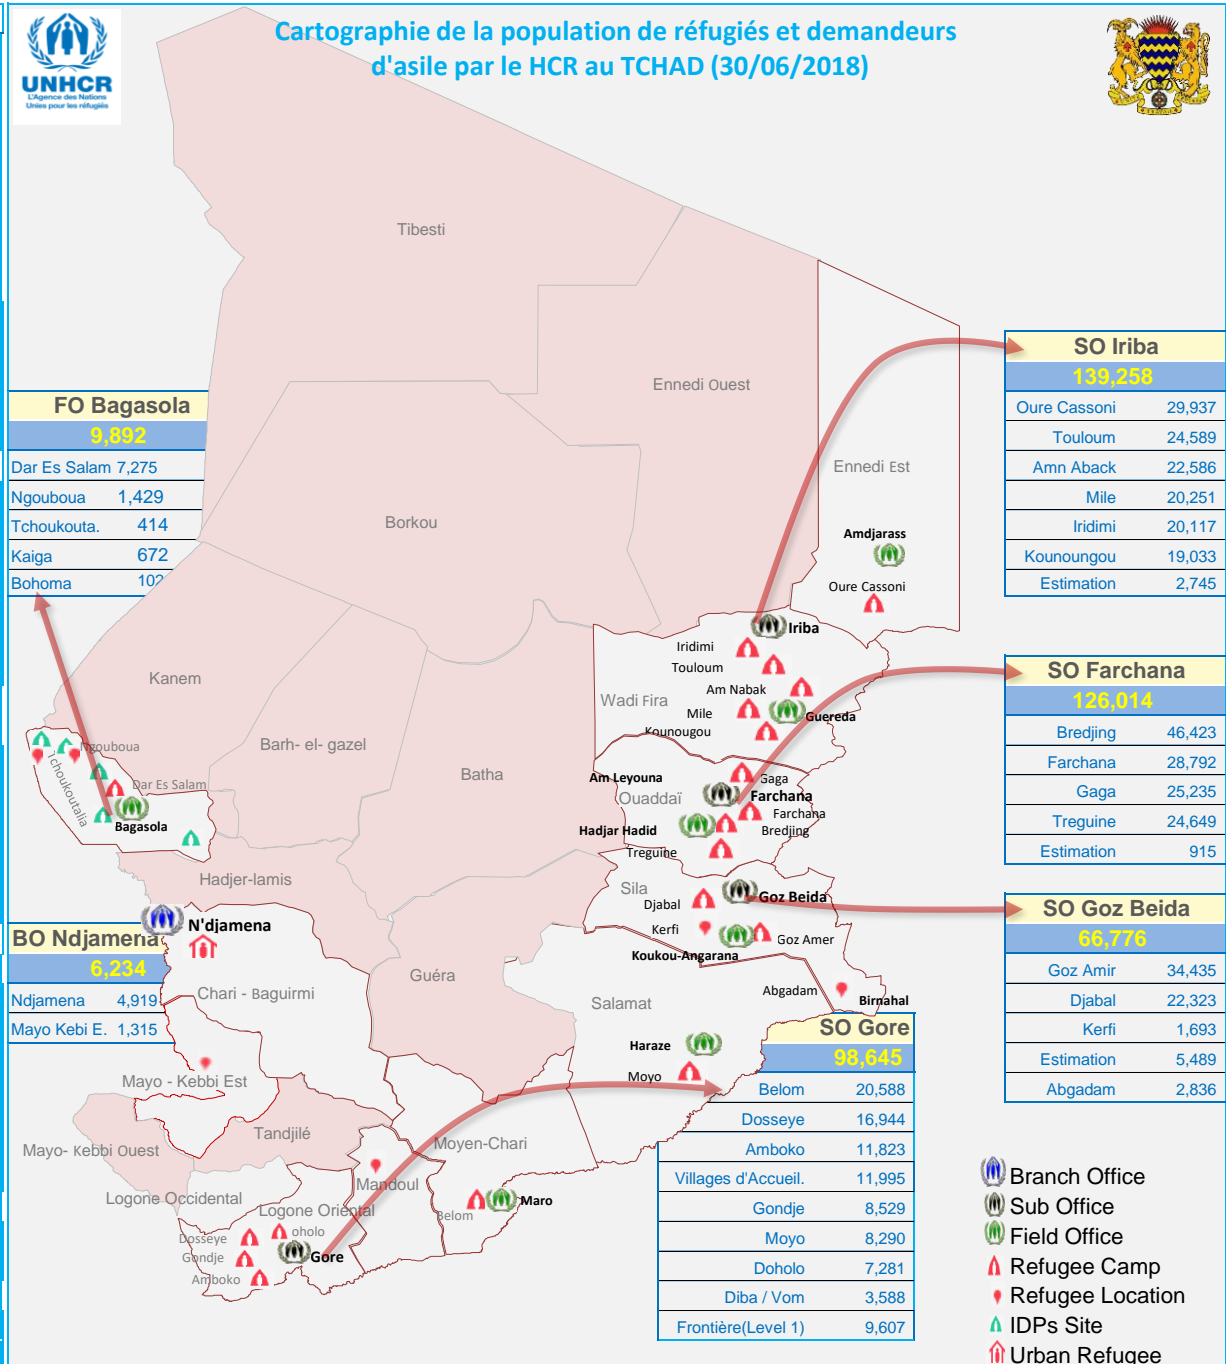 Cartographie de la population de réfugiés et demandeurs
d'asile par le HCR au TCHAD (30/06/2018)
UNHCR
L'Agence des Nations
Unies pour les réfugiés
Tibesti
Ennedi Ouest
Ennedi Est
Borkou
Kanem
Barh- el- gazel
Batha
Wadi Fira
Ouaddaï
Sila
Hadjer-lamis
Chari - Baguirmi
Guéra
Salamat
Mayo - Kebbi Est
Mayo- Kebbi Ouest
Tandjilé
Logone Occidental
Logone Oriental
Mandoul
Moyen-Chari
Amdjarass
Oure Cassoni
Iriba
Iridimi
Touloum
Am Nabak
Mile
Guereda
Kounougou
Am Leyouna
Gaga
Farchana
Farchana
Hadjar Hadid
Bredjing
Treguine
Djabal
Goz Beida
Kerfi
Goz Amer
Koukou-Angarana
Abgadam
Birnahal
Haraze
Moyo
Ngouboua
Tchoukoutalia
Dar Es Salam
Bagasola
N'djamena
Belom
Maro
Dosseye
oholo
Gondje
Gore
Amboko
FO Bagasola
9,892
Dar Es Salam 7,275
Ngouboua 1,429
Tchoukouta. 414
Kaiga 672
Bohoma 102
BO Ndjamena
6,234
Ndjamena 4,919
Mayo Kebi E. 1,315
SO Iriba
139,258
Oure Cassoni 29,937
Touloum 24,589
Amn Aback 22,586
Mile 20,251
Iridimi 20,117
Kounoungou 19,033
Estimation 2,745
SO Farchana
126,014
Bredjing 46,423
Farchana 28,792
Gaga 25,235
Treguine 24,649
Estimation 915
SO Goz Beida
66,776
Goz Amir 34,435
Djabal 22,323
Kerfi 1,693
Estimation 5,489
Abgadam 2,836
SO Gore
98,645
Belom 20,588
Dosseye 16,944
Amboko 11,823
Villages d'Accueil. 11,995
Gondje 8,529
Moyo 8,290
Doholo 7,281
Diba / Vom 3,588
Frontière(Level 1) 9,607
Branch Office
Sub Office
Field Office
Refugee Camp
Refugee Location
IDPs Site
Urban Refugee